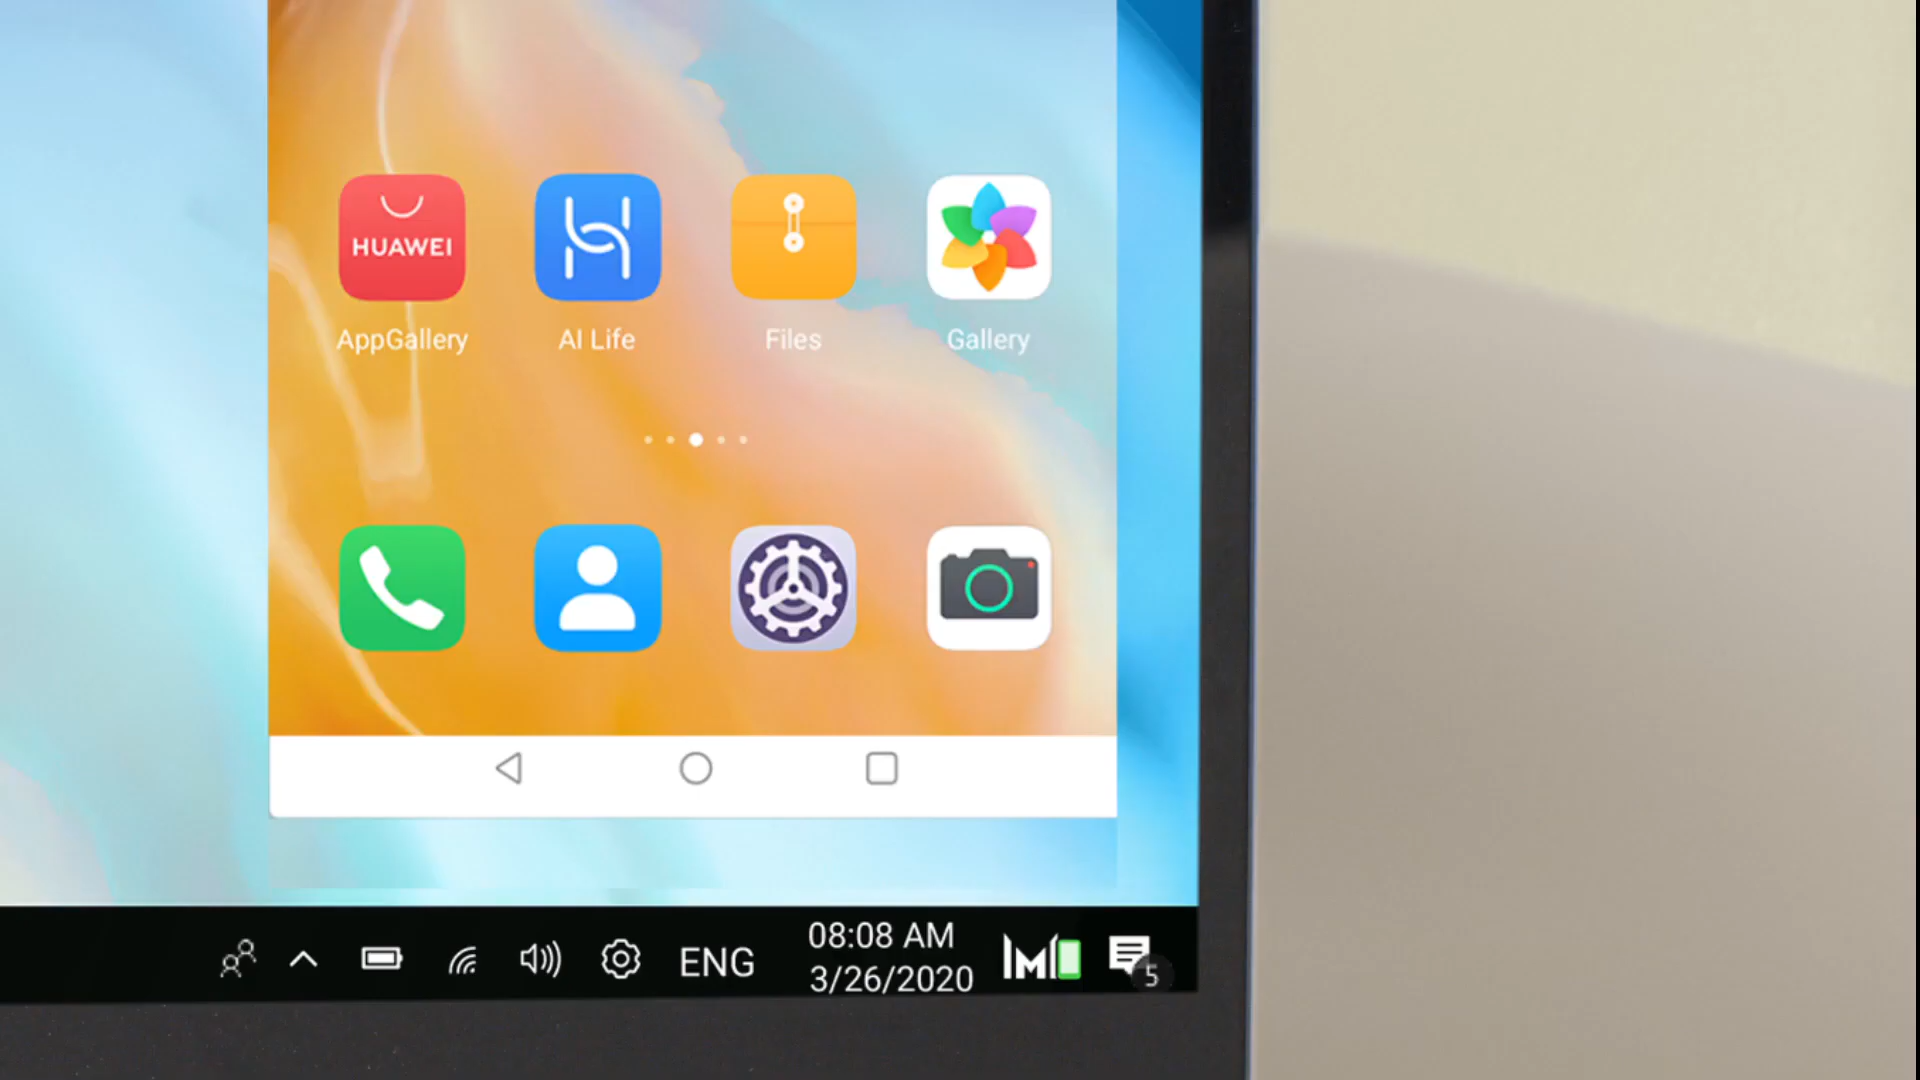 HUAWEI
AppGallery
AI Life
Files
Gallery
ENG
08:08 AM
3/26/2020
5